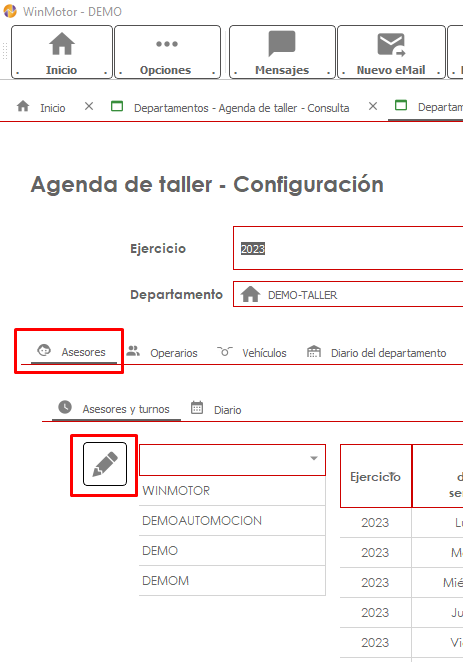 WinMotor - DEMO
Inicio Opciones Mensajes Nuevo eMail
Inicio Departamentos - Agenda de taller - Consulta Departam
Agenda de taller - Configuración
Ejercicio 2023
Departamento DEMO-TALLER
Asesores Operarios Vehículos Diario del departamento
Asesores y turnos Diario
Ejercicio d
se
WINMOTOR
DEMOAUTOMOCION
DEMO
DEMOM
2023 Lu
2023 Ma
2023 Mié
2023 Ju
2023 Vi